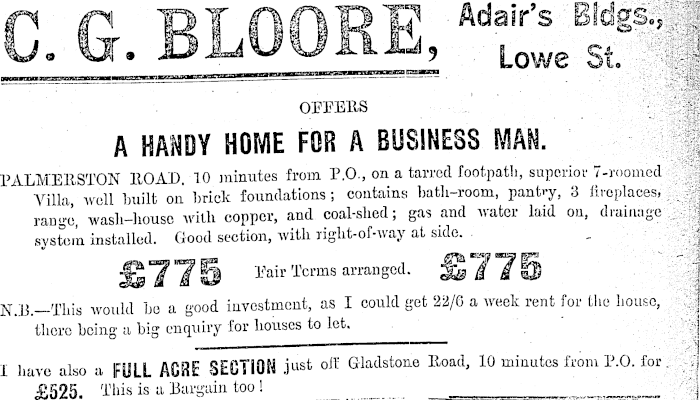 C. G. BLOORE, Adair's Bldgs.,
Lowe St.
OFFERS
A HANDY HOME FOR A BUSINESS MAN.
PALMERSTON ROAD, 10 minutes from P.O., on a tarred footpath, superior 7-roomed
Villa, well built on brick foundations; contains bath-room, pantry, 3 fireplaces,
range, wash-house with copper, and coal-shed; gas and water laid on, drainage
system installed. Good section, with right-of-way at side.
£775 Fair Terms arranged. £775
N.B.—This would be a good investment, as I could get 22/6 a week rent for the house,
there being a big enquiry for houses to let.
I have also a FULL ACRE SECTION just off Gladstone Road, 10 minutes from P.O. for
£525. This is a Bargain too!